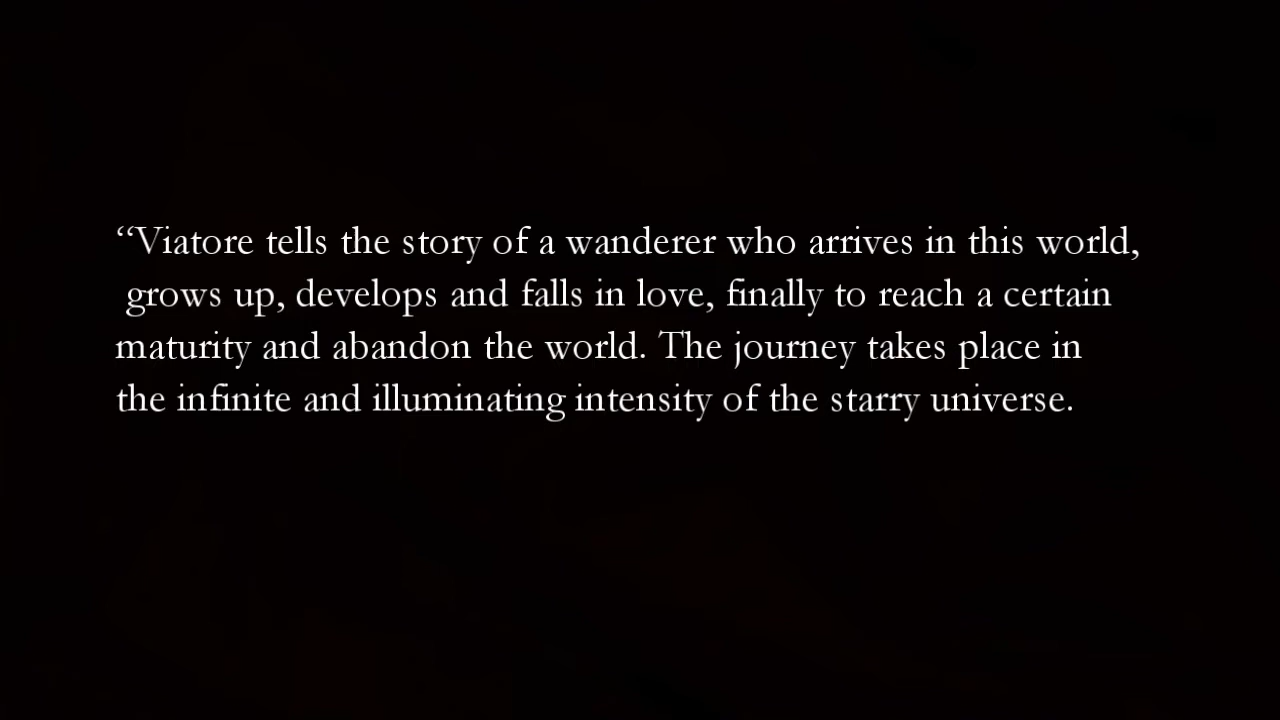 “Viatore tells the story of a wanderer who arrives in this world,
grows up, develops and falls in love, finally to reach a certain
maturity and abandon the world. The journey takes place in
the infinite and illuminating intensity of the starry universe.